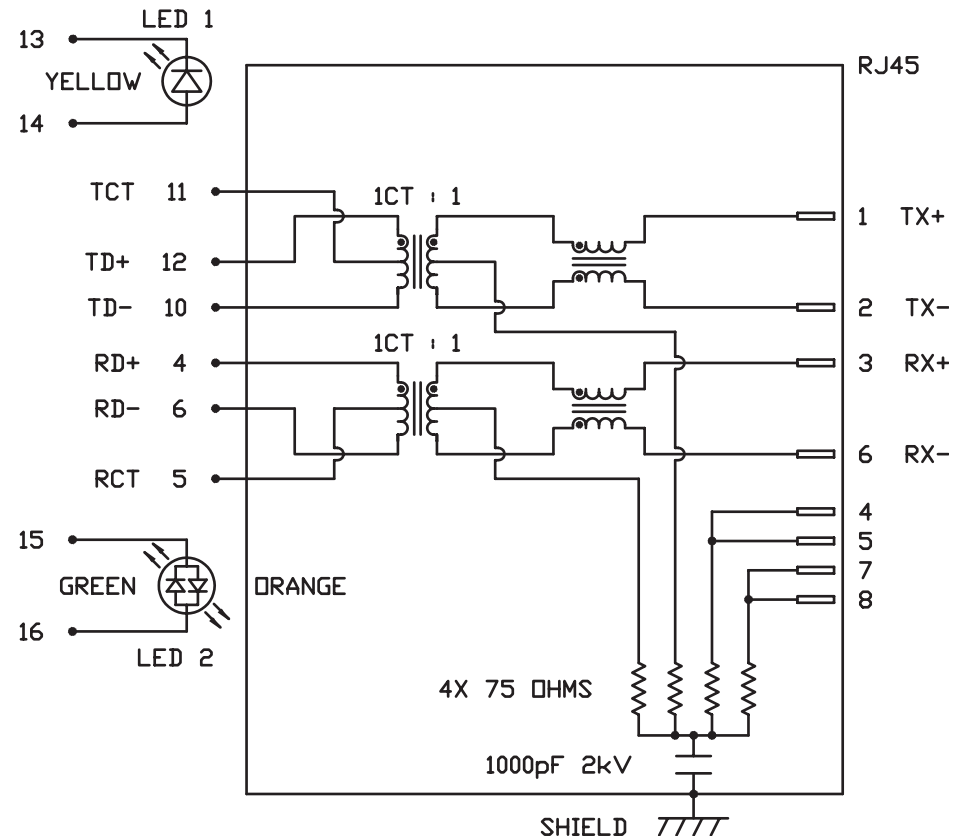 LED 1
13
YELLOW
14
RJ45
TCT 11
1CT : 1
1 TX+
TD+ 12
TD- 10
2 TX-
1CT : 1
RD+ 4
3 RX+
RD- 6
6 RX-
RCT 5
4
15
5
7
GREEN
ORANGE
8
16
LED 2
4X 75 OHMS
1000pF 2kV
SHIELD